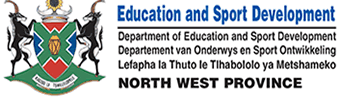 Education and Sport Development
Department of Education and Sport Development
Departement van Onderwys en Sport Ontwikkeling
Lefapha la Thuto le Tlhabololo ya Metshameko
NORTH WEST PROVINCE